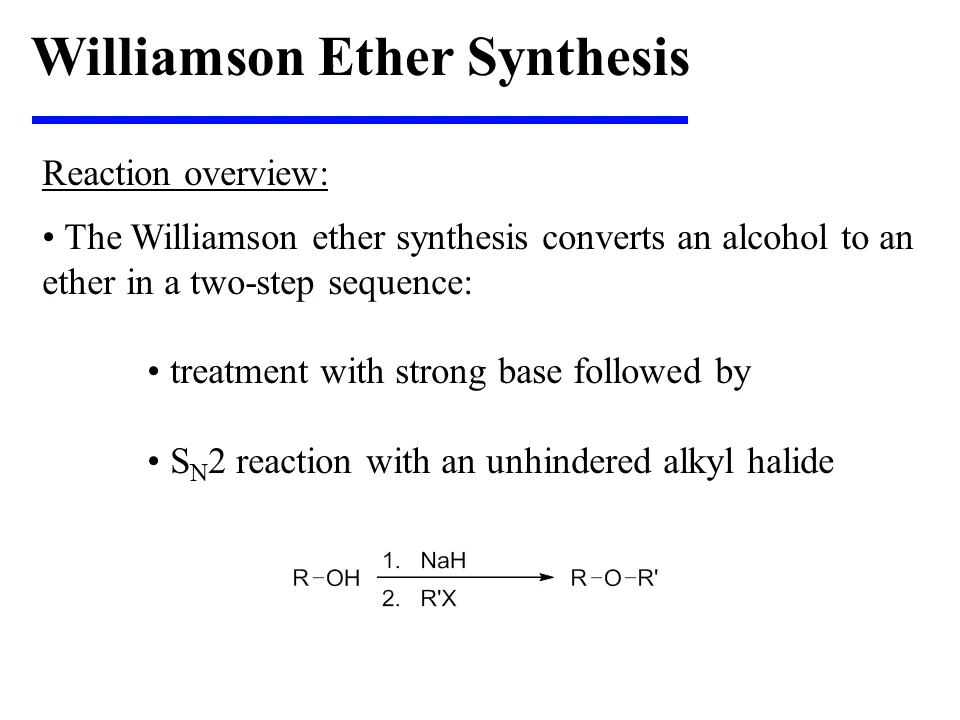 Williamson Ether Synthesis
Reaction overview:
• The Williamson ether synthesis converts an alcohol to an
ether in a two-step sequence:
• treatment with strong base followed by
• SN2 reaction with an unhindered alkyl halide
1. NaH
R–OH R–O–R'
2. R'X